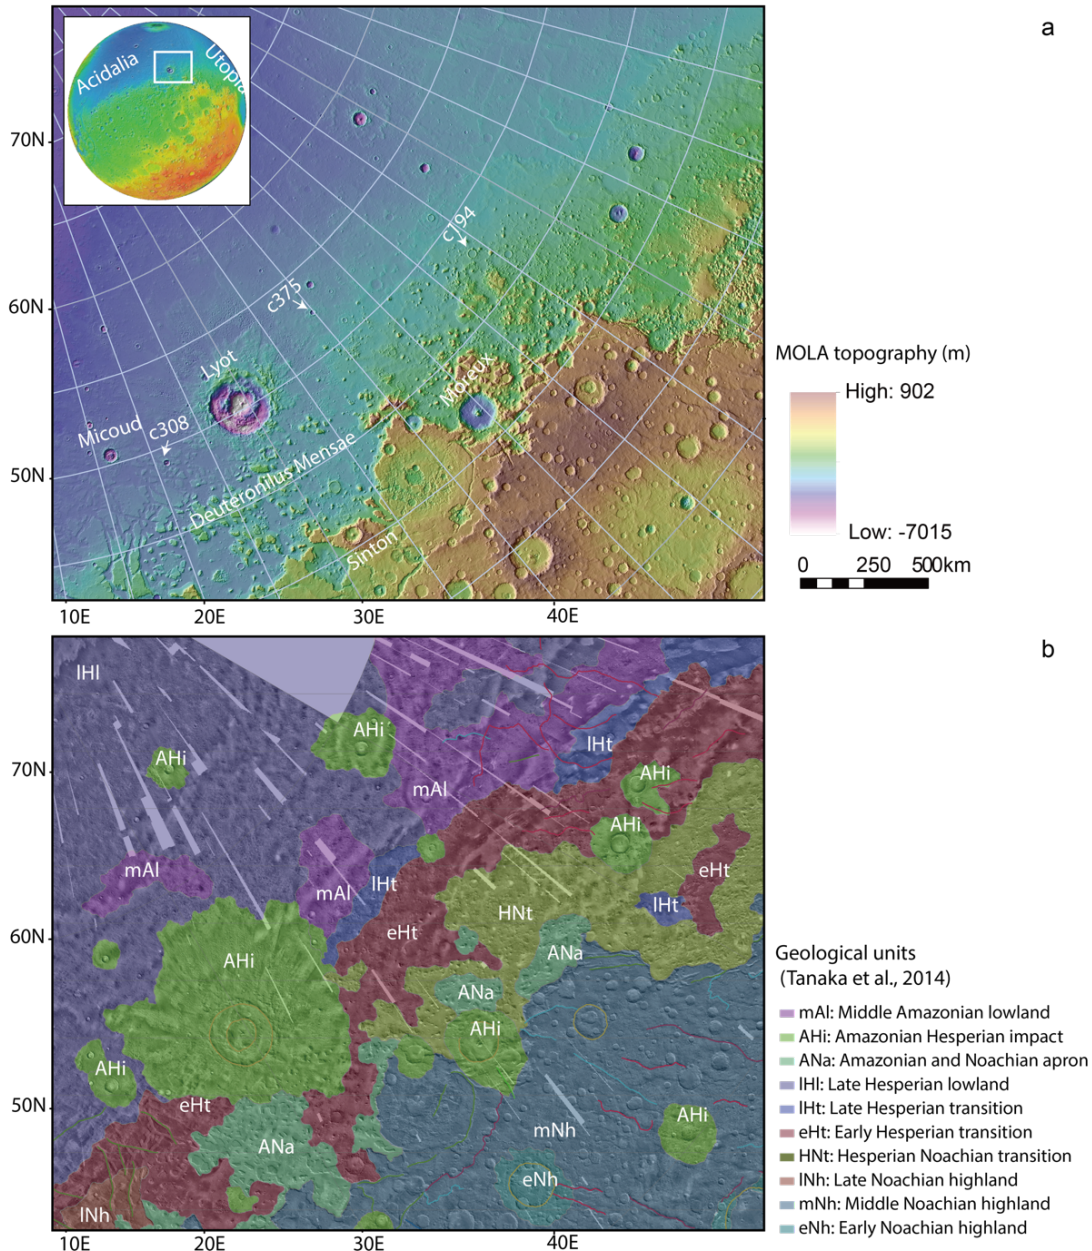 a
Acidalia
Utopia
70N
60N
50N
c194
c375
Lyot
Moreux
Micoud
c308
Deuteronilus Mensae
Sinton
10E
20E
30E
40E
MOLA topography (m)
High: 902
Low: -7015
0 250 500km
b
lHl
AHi
AHi
lHt
70N
AHi
mAl
AHi
mAl
mAl
lHt
eHt
lHt
HNt
60N
eHt
AHi
ANa
ANa
AHi
AHi
50N
eHt
AHi
mNh
ANa
eNh
lNh
10E
20E
30E
40E
Geological units
(Tanaka et al., 2014)
mAl: Middle Amazonian lowland
AHi: Amazonian Hesperian impact
ANa: Amazonian and Noachian apron
lHl: Late Hesperian lowland
lHt: Late Hesperian transition
eHt: Early Hesperian transition
HNt: Hesperian Noachian transition
lNh: Late Noachian highland
mNh: Middle Noachian highland
eNh: Early Noachian highland